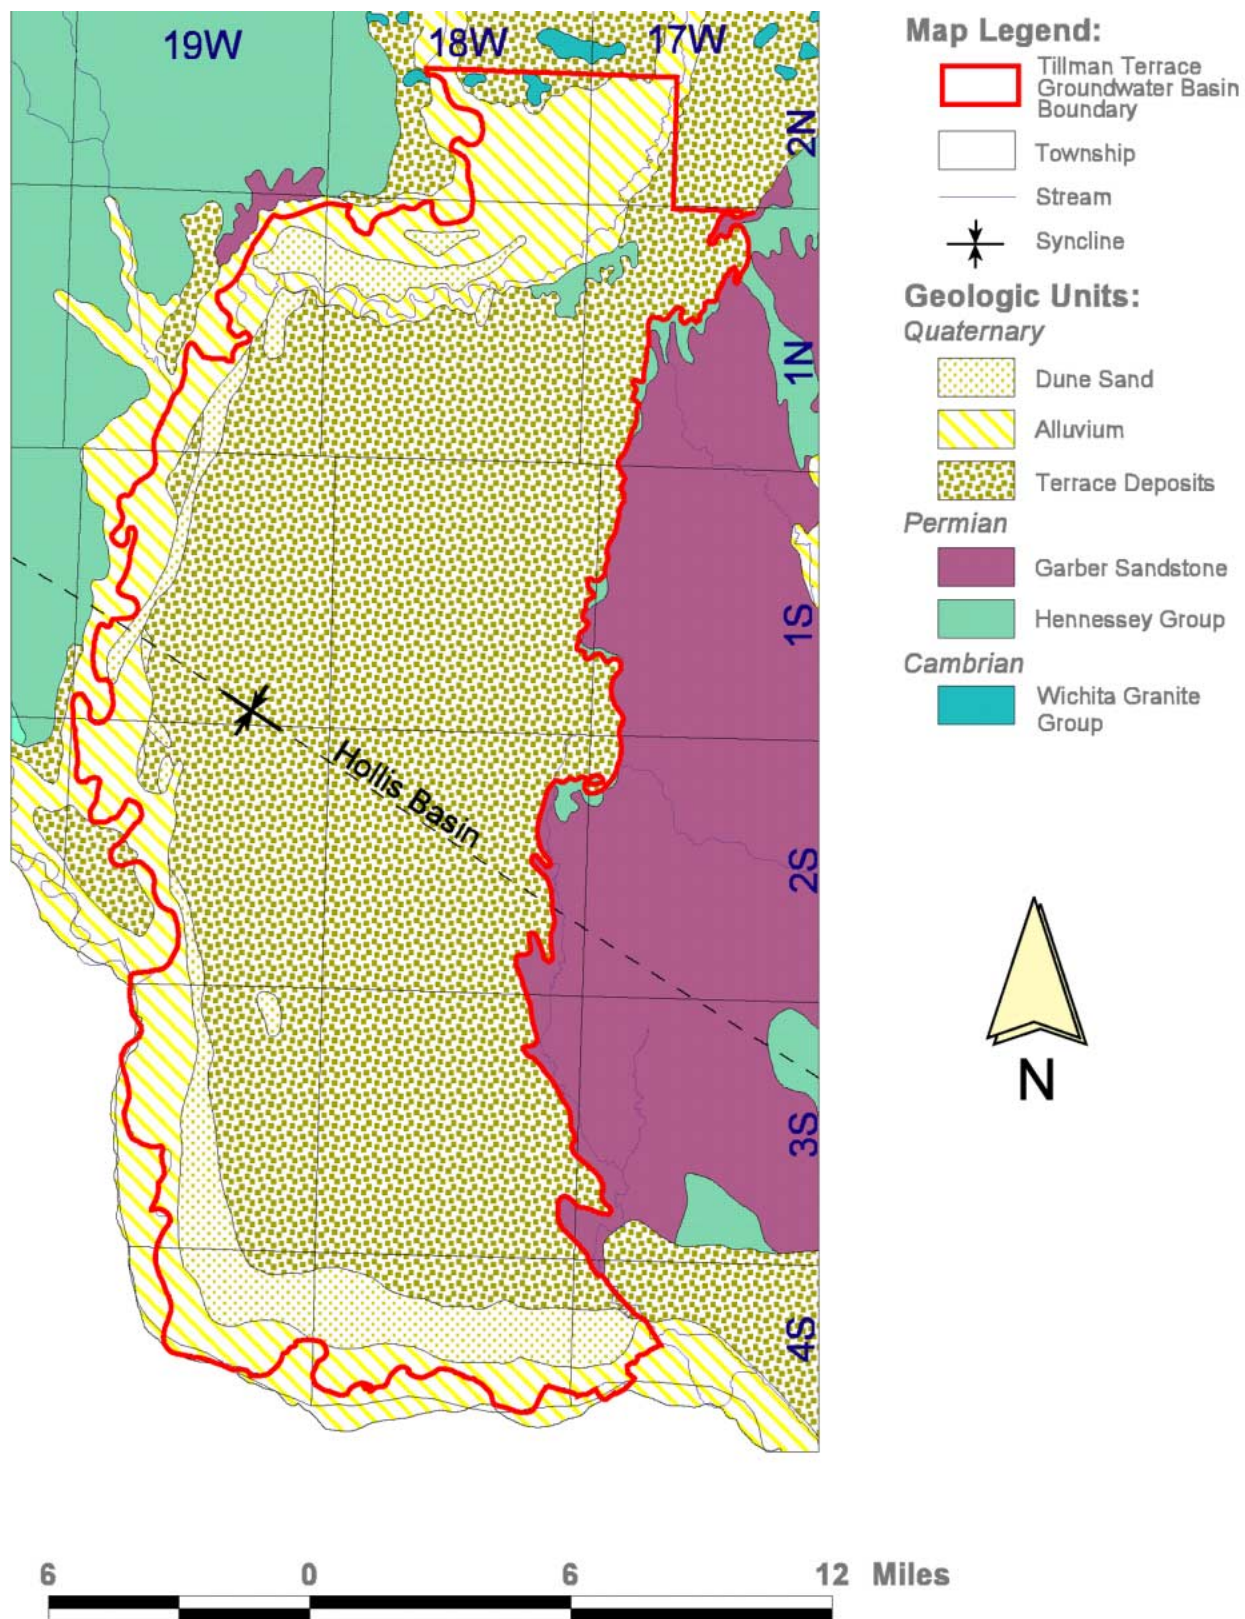 19W
18W
17W
2N
1N
1S
2S
3S
4S
Hollis Basin
Map Legend:
Tillman Terrace
Groundwater Basin
Boundary
Township
Stream
Syncline
Geologic Units:
Quaternary
Dune Sand
Alluvium
Terrace Deposits
Permian
Garber Sandstone
Hennessey Group
Cambrian
Wichita Granite
Group
N
6 0 6 12 Miles